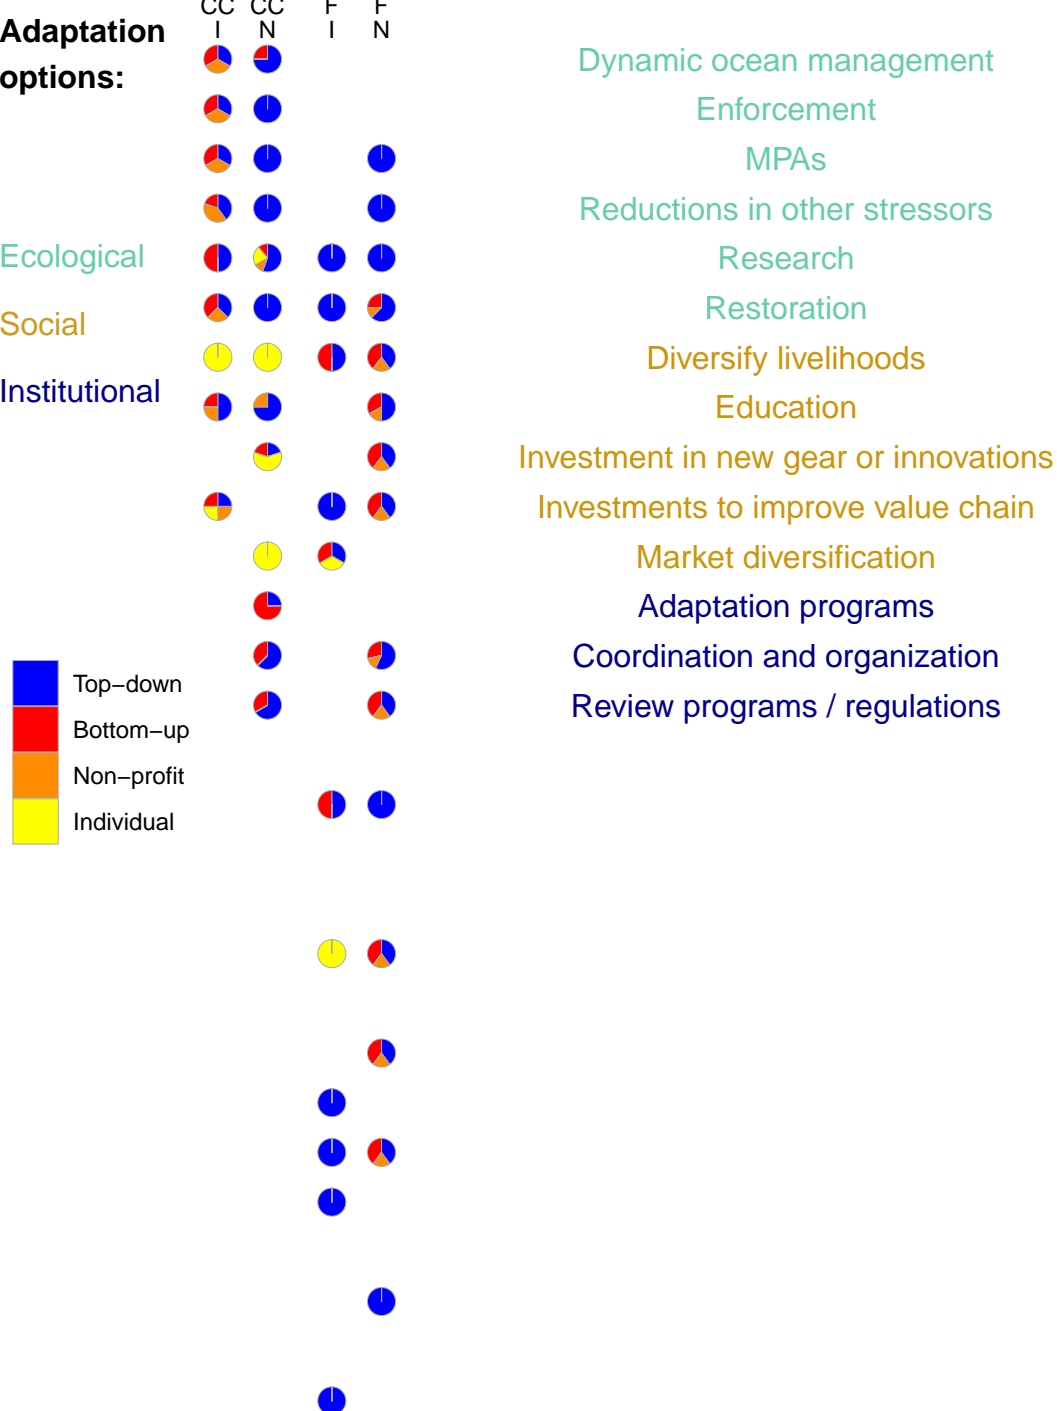 CC CC F F
I N I N
Adaptation
options:
Ecological
Social
Institutional
Top−down
Bottom−up
Non−profit
Individual
Dynamic ocean management
Enforcement
MPAs
Reductions in other stressors
Research
Restoration
Diversify livelihoods
Education
Investment in new gear or innovations
Investments to improve value chain
Market diversification
Adaptation programs
Coordination and organization
Review programs / regulations